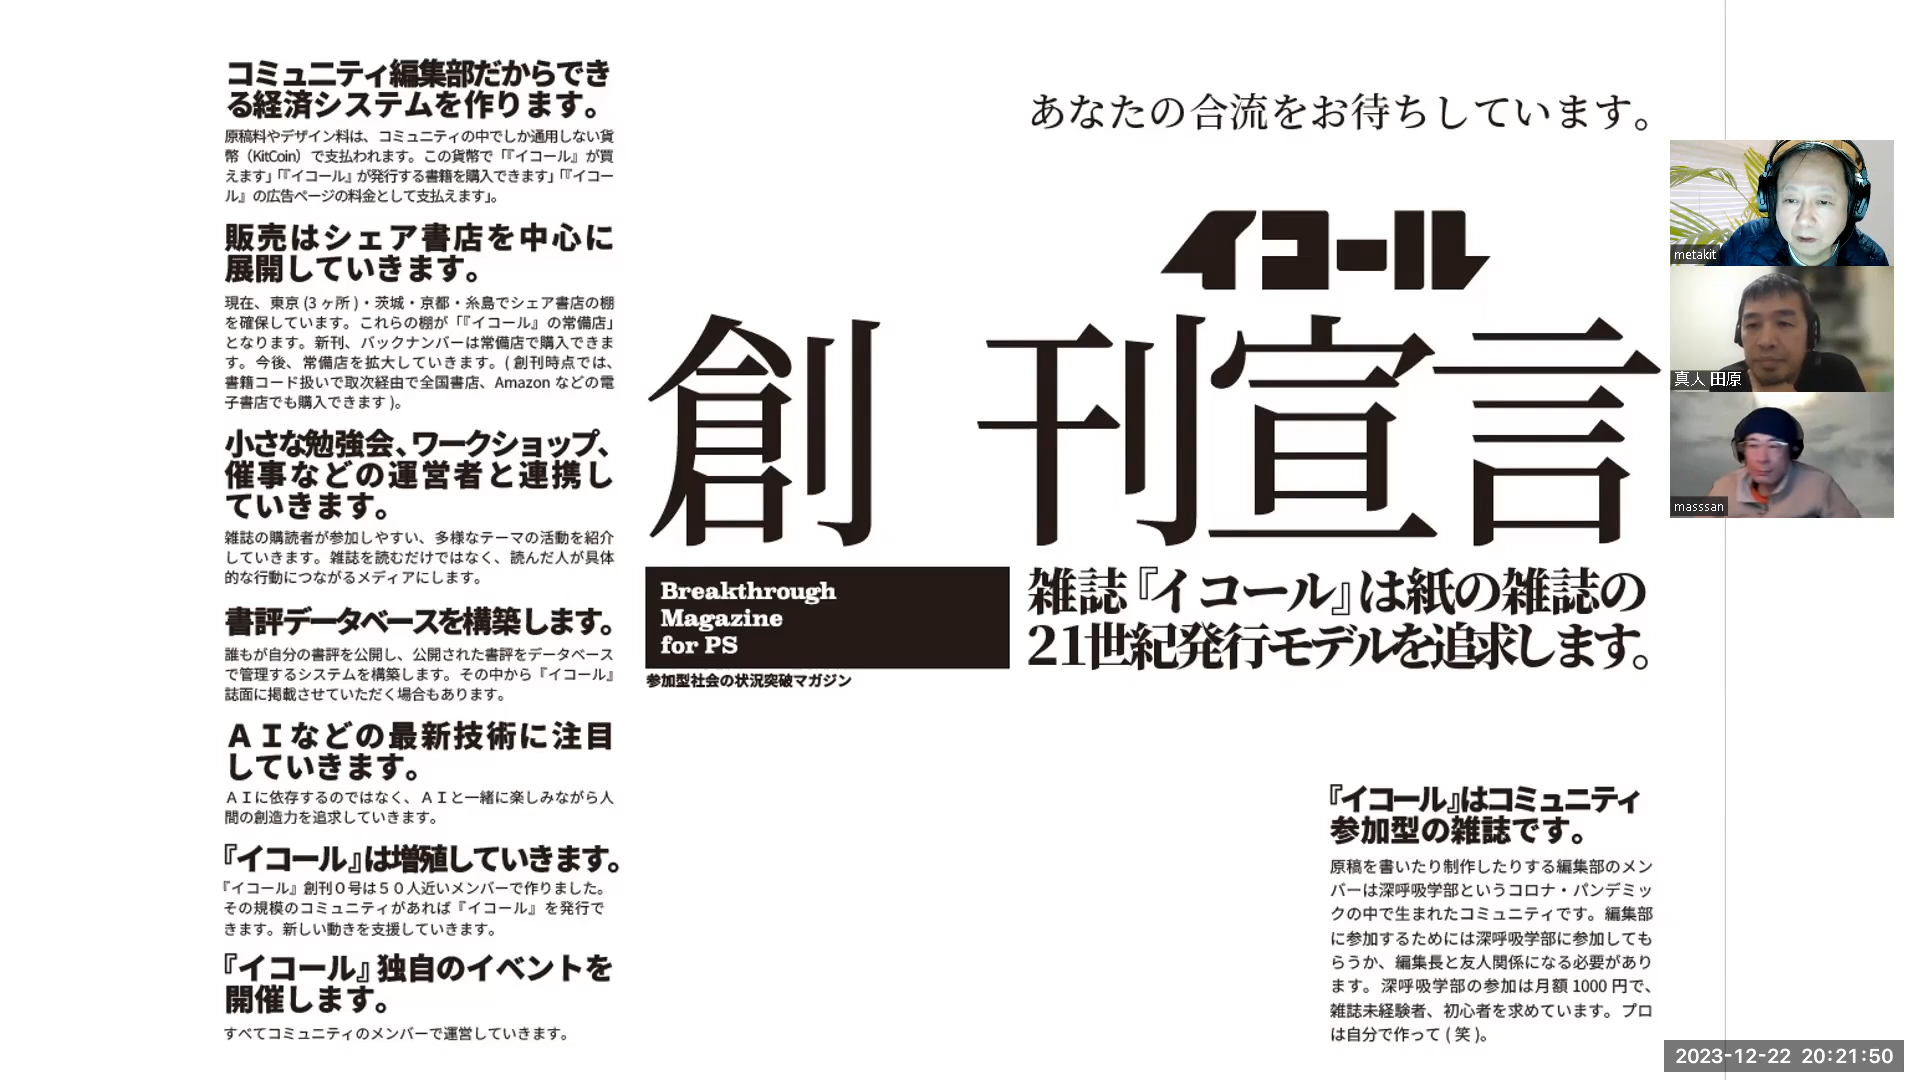 コミュニティ編集部だからでき
る経済システムを作ります。
原稿料やデザイン料は、コミュニティの中でしか通用しない貨
幣（KitCoin）で支払われます。この貨幣で「『イコール』が買
えます」「『イコール』が発行する書籍を購入できます」「『イコー
ル』の広告ページの料金として支払えます」。
販売はシェア書店を中心に
展開していきます。
現在、東京 (3 ヶ所 )・茨城・京都・糸島でシェア書店の棚
を確保しています。これらの棚が「『イコール』の常備店」
となります。新刊、バックナンバーは常備店で購入できま
す。今後、常備店を拡大していきます。( 創刊時点では、
書籍コード扱いで取次経由で全国書店、Amazon などの電
子書店でも購入できます )。
小さな勉強会、ワークショップ、
催事などの運営者と連携し
ていきます。
雑誌の購読者が参加しやすい、多様なテーマの活動を紹介
していきます。雑誌を読むだけではなく、読んだ人が具体
的な行動につながるメディアにします。
書評データベースを構築します。
誰もが自分の書評を公開し、公開された書評をデータベース
で管理するシステムを構築します。その中から『イコール』
誌面に掲載させていただく場合もあります。
ＡＩなどの最新技術に注目
していきます。
ＡＩに依存するのではなく、ＡＩと一緒に楽しみながら人
間の創造力を追求していきます。
『イコール』は増殖していきます。
『イコール』創刊０号は５０人近いメンバーで作りました。
その規模のコミュニティがあれば『イコール』を発行で
きます。新しい動きを支援していきます。
『イコール』独自のイベントを
開催します。
すべてコミュニティのメンバーで運営していきます。
あなたの合流をお待ちしています。
イコール
創刊宣言
Breakthrough
Magazine
for PS
参加型社会の状況突破マガジン
雑誌『イコール』は紙の雑誌の
21世紀発行モデルを追求します。
『イコール』はコミュニティ
参加型の雑誌です。
原稿を書いたり制作したりする編集部のメン
バーは深呼吸学部というコロナ・パンデミッ
クの中で生まれたコミュニティです。編集部
に参加するためには深呼吸学部に参加しても
らうか、編集長と友人関係になる必要があり
ます。深呼吸学部の参加は月額 1000 円で、
雑誌未経験者、初心者を求めています。プロ
は自分で作って ( 笑 )。
metakit
真人 田原
masssan
2023-12-22 20:21:50